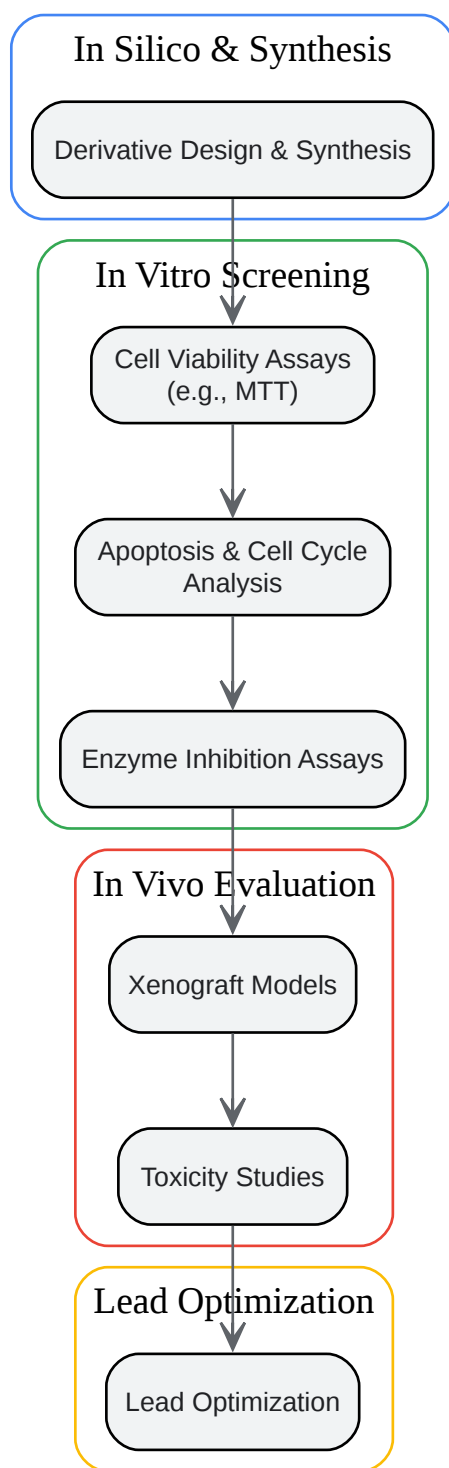 In Silico & Synthesis
Derivative Design & Synthesis
In Vitro Screening
Cell Viability Assays
(e.g., MTT)
Apoptosis & Cell Cycle
Analysis
Enzyme Inhibition Assays
In Vivo Evaluation
Xenograft Models
Toxicity Studies
Lead Optimization
Lead Optimization